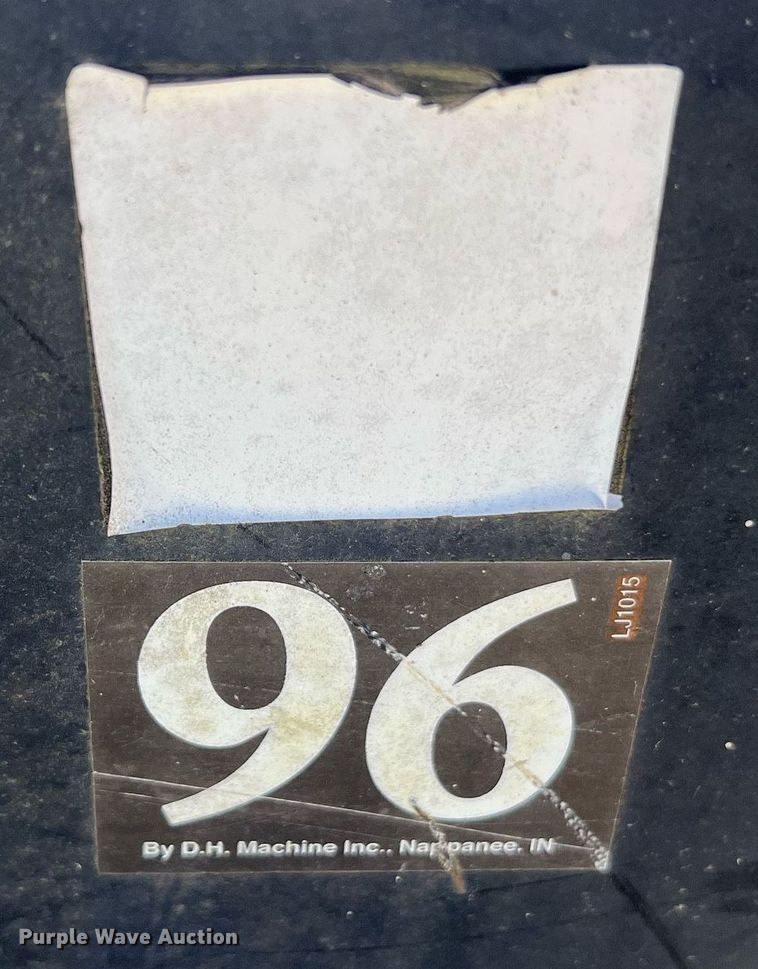 96
LJ1015
By D.H. Machine Inc.. Nappanee. IN
Purple Wave Auction